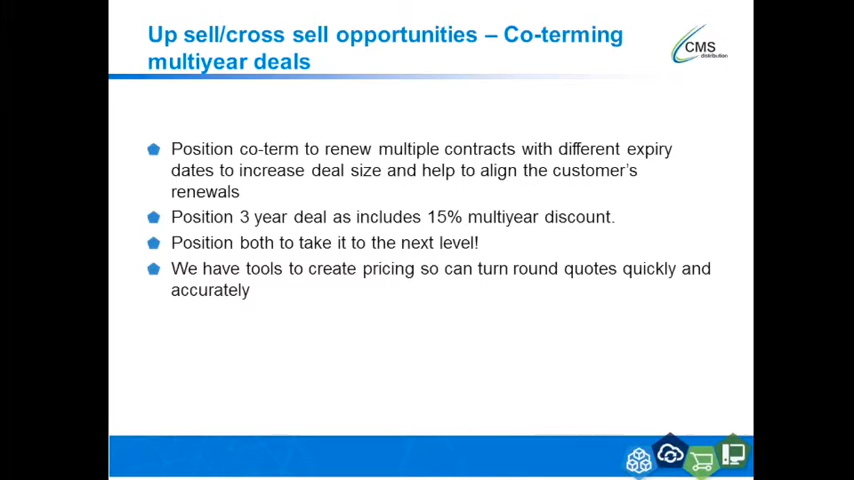 Up sell/cross sell opportunities – Co-terming
multiyear deals
CMS
distribution
Position co-term to renew multiple contracts with different expiry
dates to increase deal size and help to align the customer's
renewals
Position 3 year deal as includes 15% multiyear discount.
Position both to take it to the next level!
We have tools to create pricing so can turn round quotes quickly and
accurately